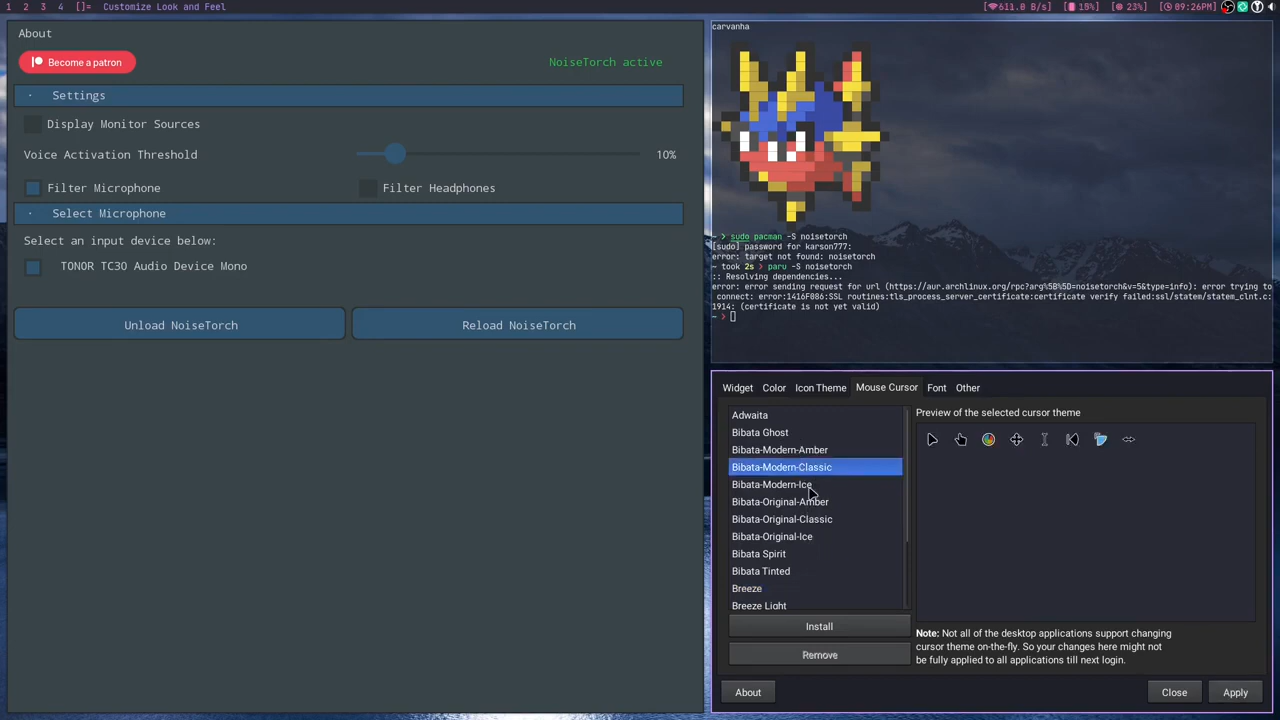 1 2 3 4 []= Customize Look and Feel
[611.0 B/s] [18%] [23%] [09:26PM]
About
Become a patron
NoiseTorch active
Settings
Display Monitor Sources
Voice Activation Threshold 10%
Filter Microphone Filter Headphones
Select Microphone
Select an input device below:
TONOR TC30 Audio Device Mono
Unload NoiseTorch Reload NoiseTorch
carvanha
~ > sudo pacman -S noisetorch
[sudo] password for karson777:
error: target not found: noisetorch
~ took 2s > paru -S noisetorch
:: Resolving dependencies...
error: error sending request for url (https://aur.archlinux.org/rpc?arg%5B%5D=noisetorch&v=5&type=info): error trying to
connect: error:1416F086:SSL routines:tls_process_server_certificate:certificate verify failed:ssl/statem/statem_clnt.c:
1914: (certificate is not yet valid)
~ >
Widget Color Icon Theme Mouse Cursor Font Other
Adwaita
Bibata Ghost
Bibata-Modern-Amber
Bibata-Modern-Classic
Bibata-Modern-Ice
Bibata-Original-Amber
Bibata-Original-Classic
Bibata-Original-Ice
Bibata Spirit
Bibata Tinted
Breeze
Breeze Light
Install
Remove
Preview of the selected cursor theme
Note: Not all of the desktop applications support changing
cursor theme on-the-fly. So your changes here might not
be fully applied to all applications till next login.
About Close Apply